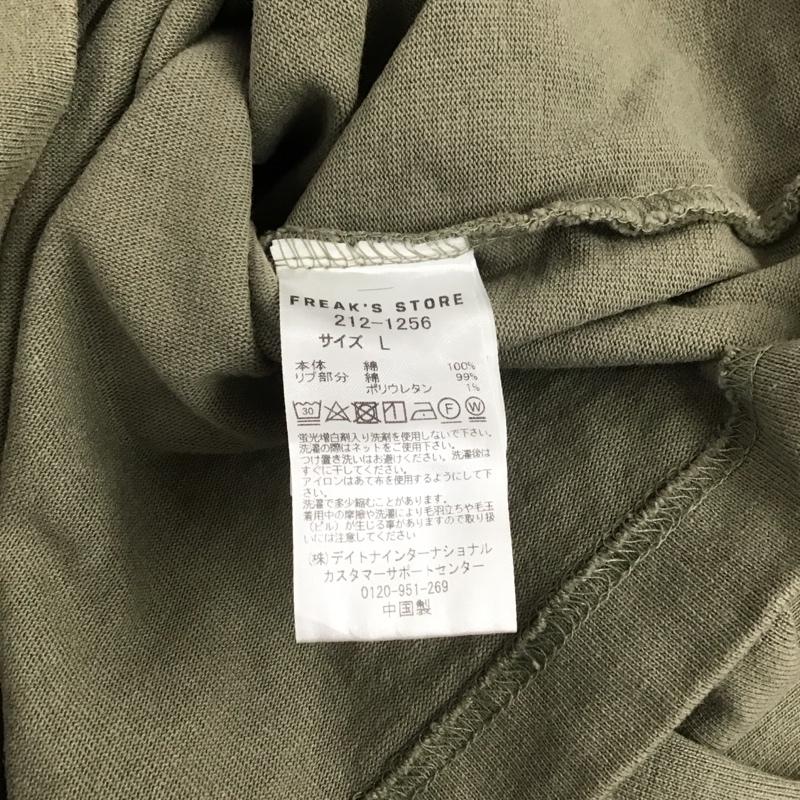 FREAK'S STORE
212-1256
サイズ L
本体 綿 100%
リブ部分 綿 99%
ポリウレタン 1%
30 F W
蛍光増白剤入り洗剤を使用しないで下さい。
洗濯の際はネットをご使用下さい。
つけ置き洗いはお避けください。洗濯後は
すぐに干してください。
アイロンはあて布を使用するようにして下
さい。
洗濯で多少縮むことがあります。
着用中の摩擦や洗濯により毛羽立ちや毛玉
（ピル）が生じる事がありますので取り扱
いには注意してください
(株)デイトナインターナショナル
カスタマーサポートセンター
0120-951-269
中国製